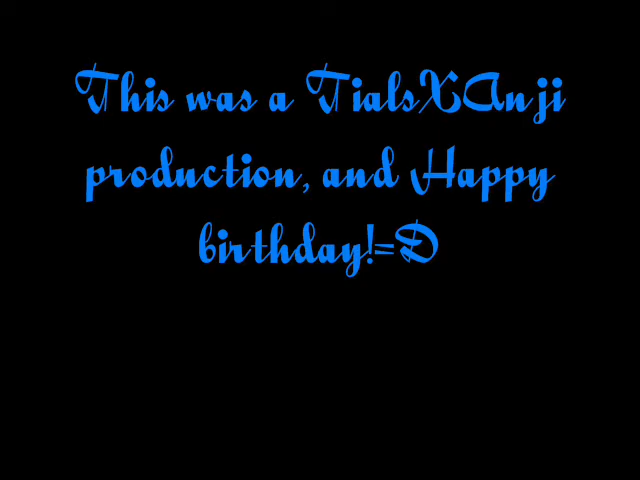 This was a TialsXAnji
production, and Happy
birthday!=D